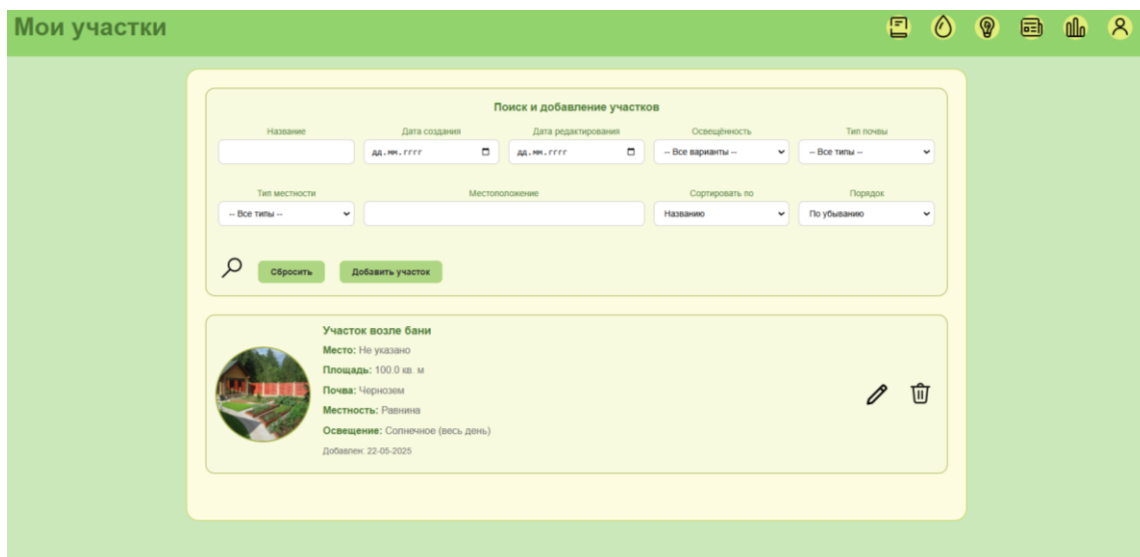 Мои участки
Поиск и добавление участков
Название Дата создания Дата редактирования Освещённость Тип почвы
дд.мм.гггг дд.мм.гггг -- Все варианты -- -- Все типы --
Тип местности Местоположение Сортировать по Порядок
-- Все типы -- Названию По убыванию
Сбросить Добавить участок
Участок возле бани
Место: Не указано
Площадь: 100.0 кв. м
Почва: Чернозем
Местность: Равнина
Освещение: Солнечное (весь день)
Добавлен: 22-05-2025